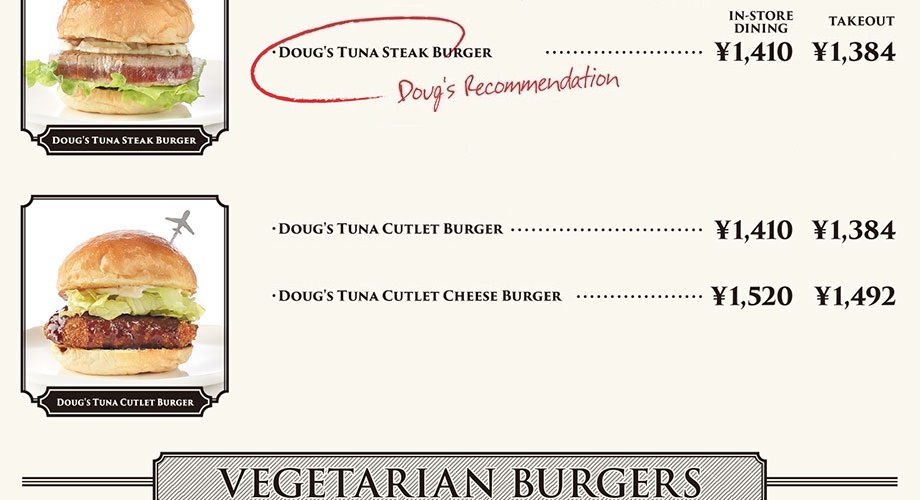 IN-STORE DINING TAKEOUT
·DOUG'S TUNA STEAK BURGER ¥1,410 ¥1,384
Doug's Recommendation
DOUG'S TUNA STEAK BURGER
·DOUG'S TUNA CUTLET BURGER ¥1,410 ¥1,384
·DOUG'S TUNA CUTLET CHEESE BURGER ¥1,520 ¥1,492
DOUG'S TUNA CUTLET BURGER
VEGETARIAN BURGERS